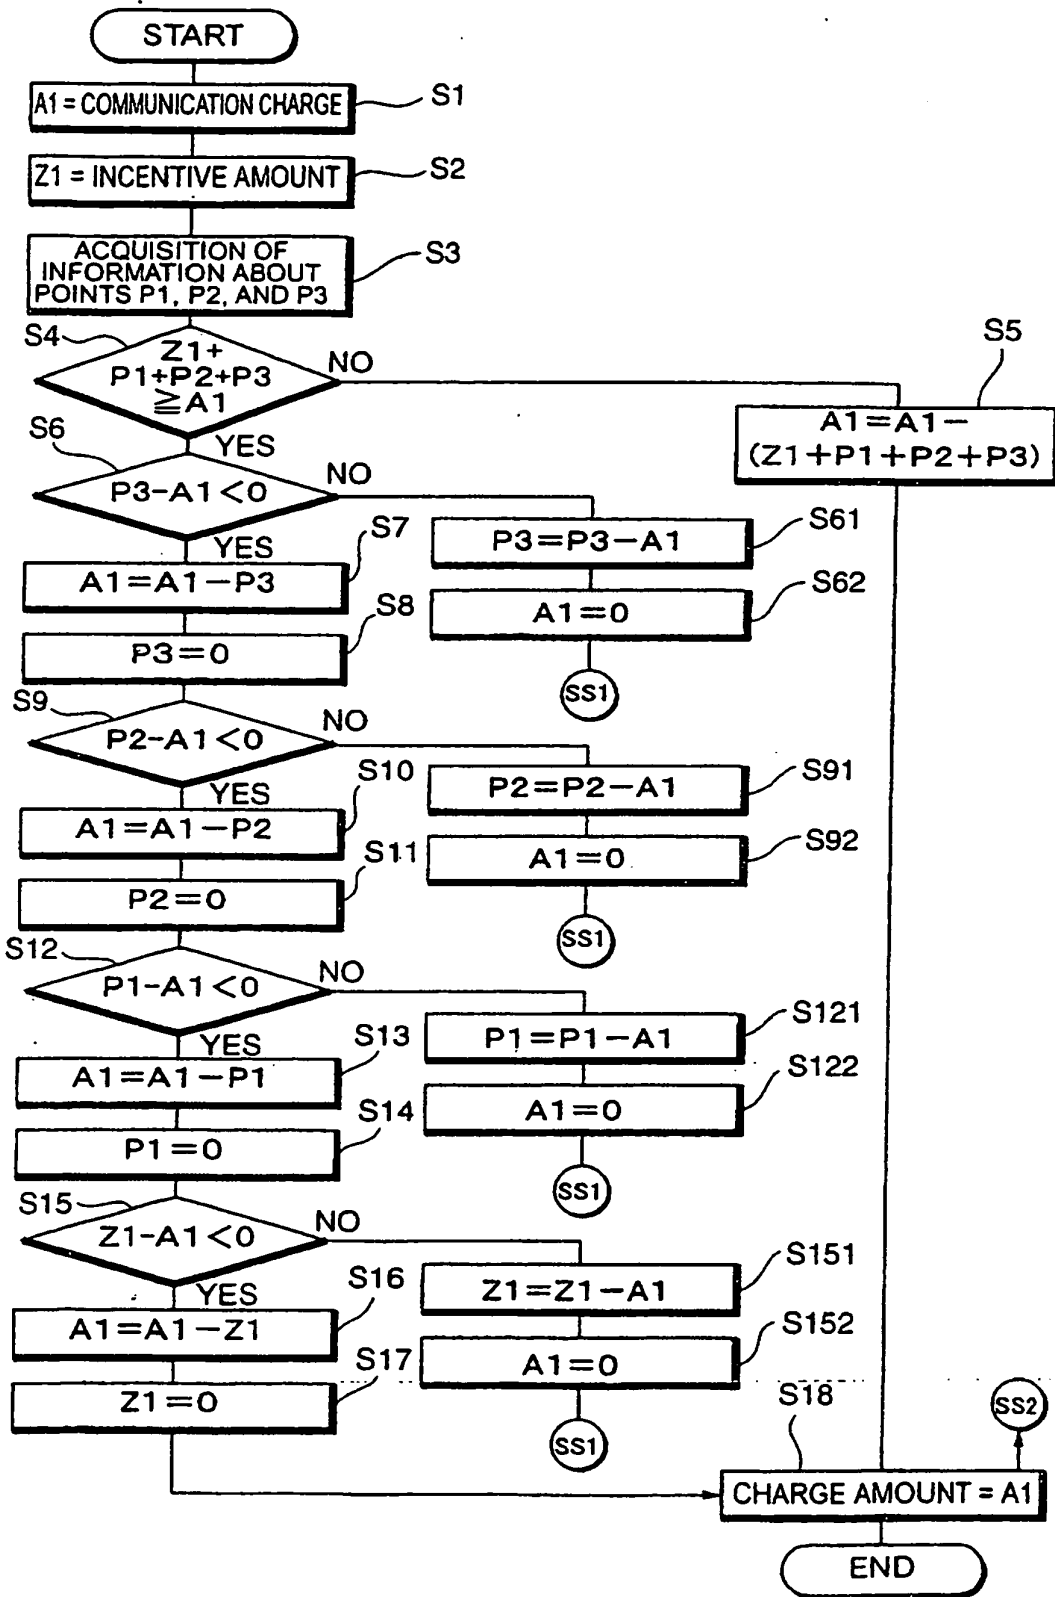 START
A1 = COMMUNICATION CHARGE
S1
Z1 = INCENTIVE AMOUNT
S2
ACQUISITION OF
INFORMATION ABOUT
POINTS P1, P2, AND P3
S3
S4
Z1+
P1+P2+P3
≧A1
NO
YES
S5
A1=A1−
(Z1+P1+P2+P3)
S6
P3-A1<0
NO
YES
S61
P3=P3-A1
S62
A1=0
SS1
S7
A1=A1-P3
S8
P3=0
S9
P2-A1<0
NO
YES
S91
P2=P2-A1
S92
A1=0
SS1
S10
A1=A1-P2
S11
P2=0
S12
P1-A1<0
NO
YES
S121
P1=P1-A1
S122
A1=0
SS1
S13
A1=A1-P1
S14
P1=0
S15
Z1-A1<0
NO
YES
S151
Z1=Z1-A1
S152
A1=0
SS1
S16
A1=A1-Z1
S17
Z1=0
S18
SS2
CHARGE AMOUNT = A1
END